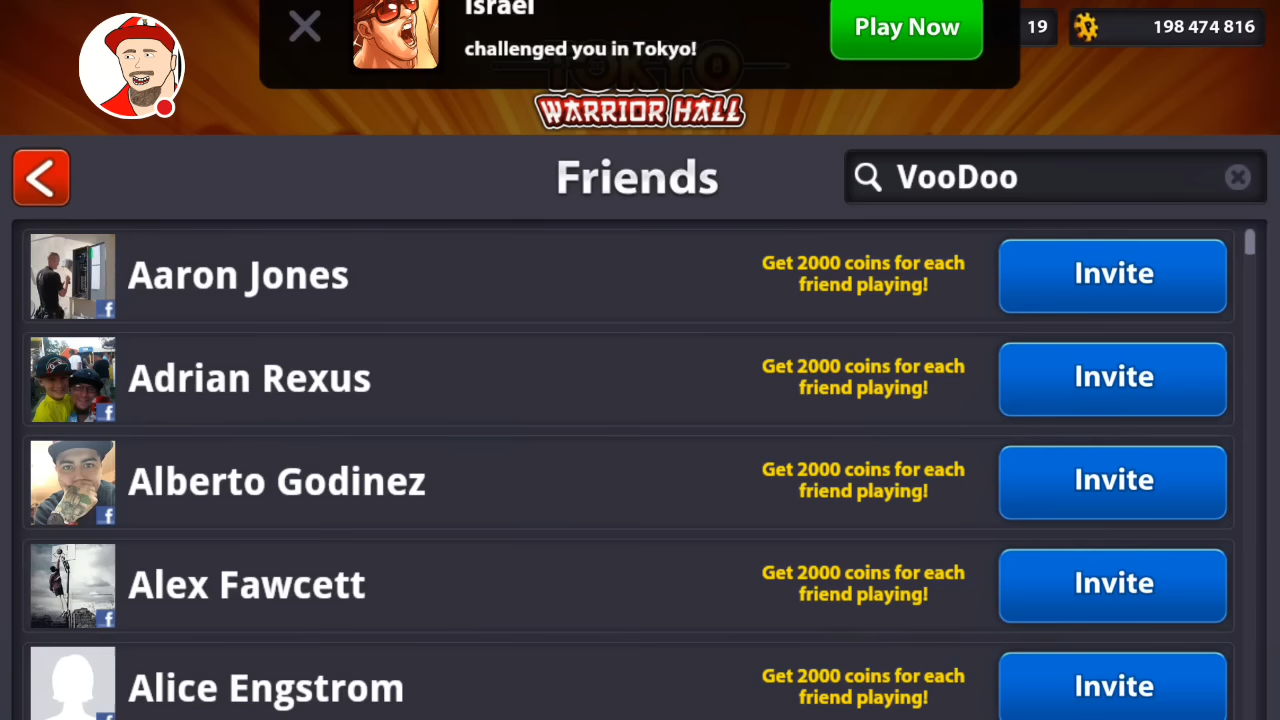 Israel
challenged you in Tokyo!
Play Now
19
198 474 816
TOKYO
WARRIOR HALL
Friends
VooDoo
Aaron Jones
Get 2000 coins for each
friend playing!
Invite
Adrian Rexus
Get 2000 coins for each
friend playing!
Invite
Alberto Godinez
Get 2000 coins for each
friend playing!
Invite
Alex Fawcett
Get 2000 coins for each
friend playing!
Invite
Alice Engstrom
Get 2000 coins for each
friend playing!
Invite